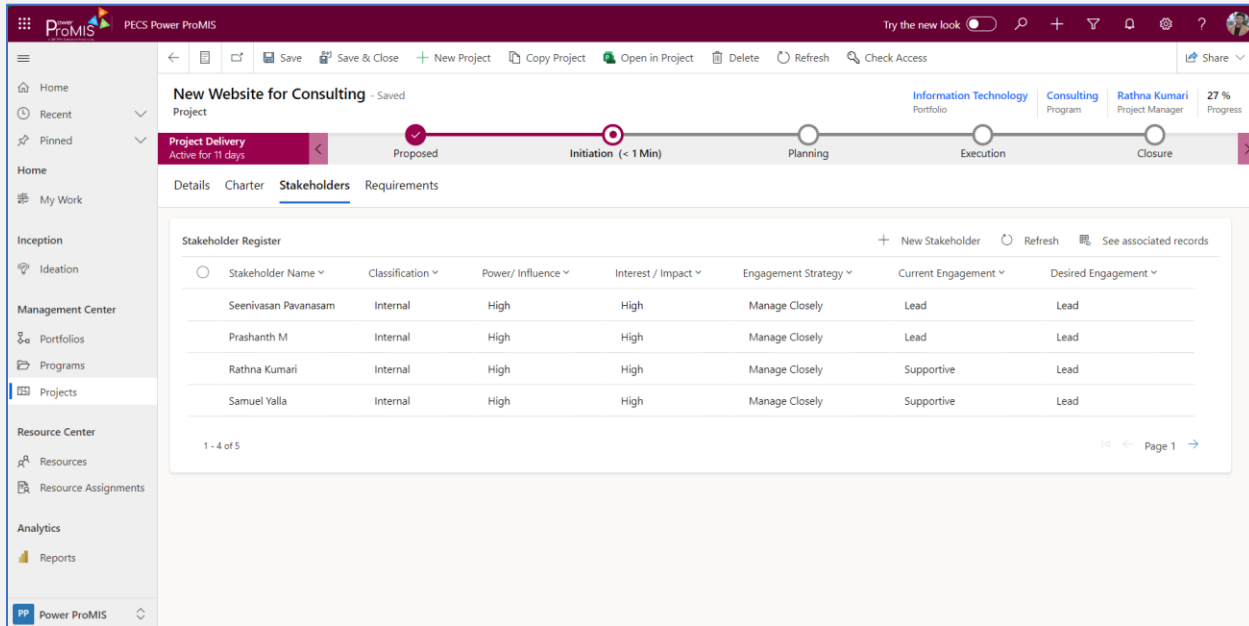 Power ProMIS PECS Power ProMIS Try the new look
Save Save & Close New Project Copy Project Open in Project Delete Refresh Check Access Share
Home
Recent
Pinned
Home
My Work
Inception
Ideation
Management Center
Portfolios
Programs
Projects
Resource Center
Resources
Resource Assignments
Analytics
Reports
PP Power ProMIS
New Website for Consulting - Saved
Project
Information Technology Consulting Rathna Kumari 27 %
Portfolio Program Project Manager Progress
Project Delivery
Active for 11 days
Proposed Initiation (< 1 Min) Planning Execution Closure
Details Charter Stakeholders Requirements
Stakeholder Register New Stakeholder Refresh See associated records
Stakeholder Name Classification Power/ Influence Interest / Impact Engagement Strategy Current Engagement Desired Engagement
Seenivasan Pavanasam Internal High High Manage Closely Lead Lead
Prashanth M Internal High High Manage Closely Lead Lead
Rathna Kumari Internal High High Manage Closely Supportive Lead
Samuel Yalla Internal High High Manage Closely Supportive Lead
1 - 4 of 5 Page 1